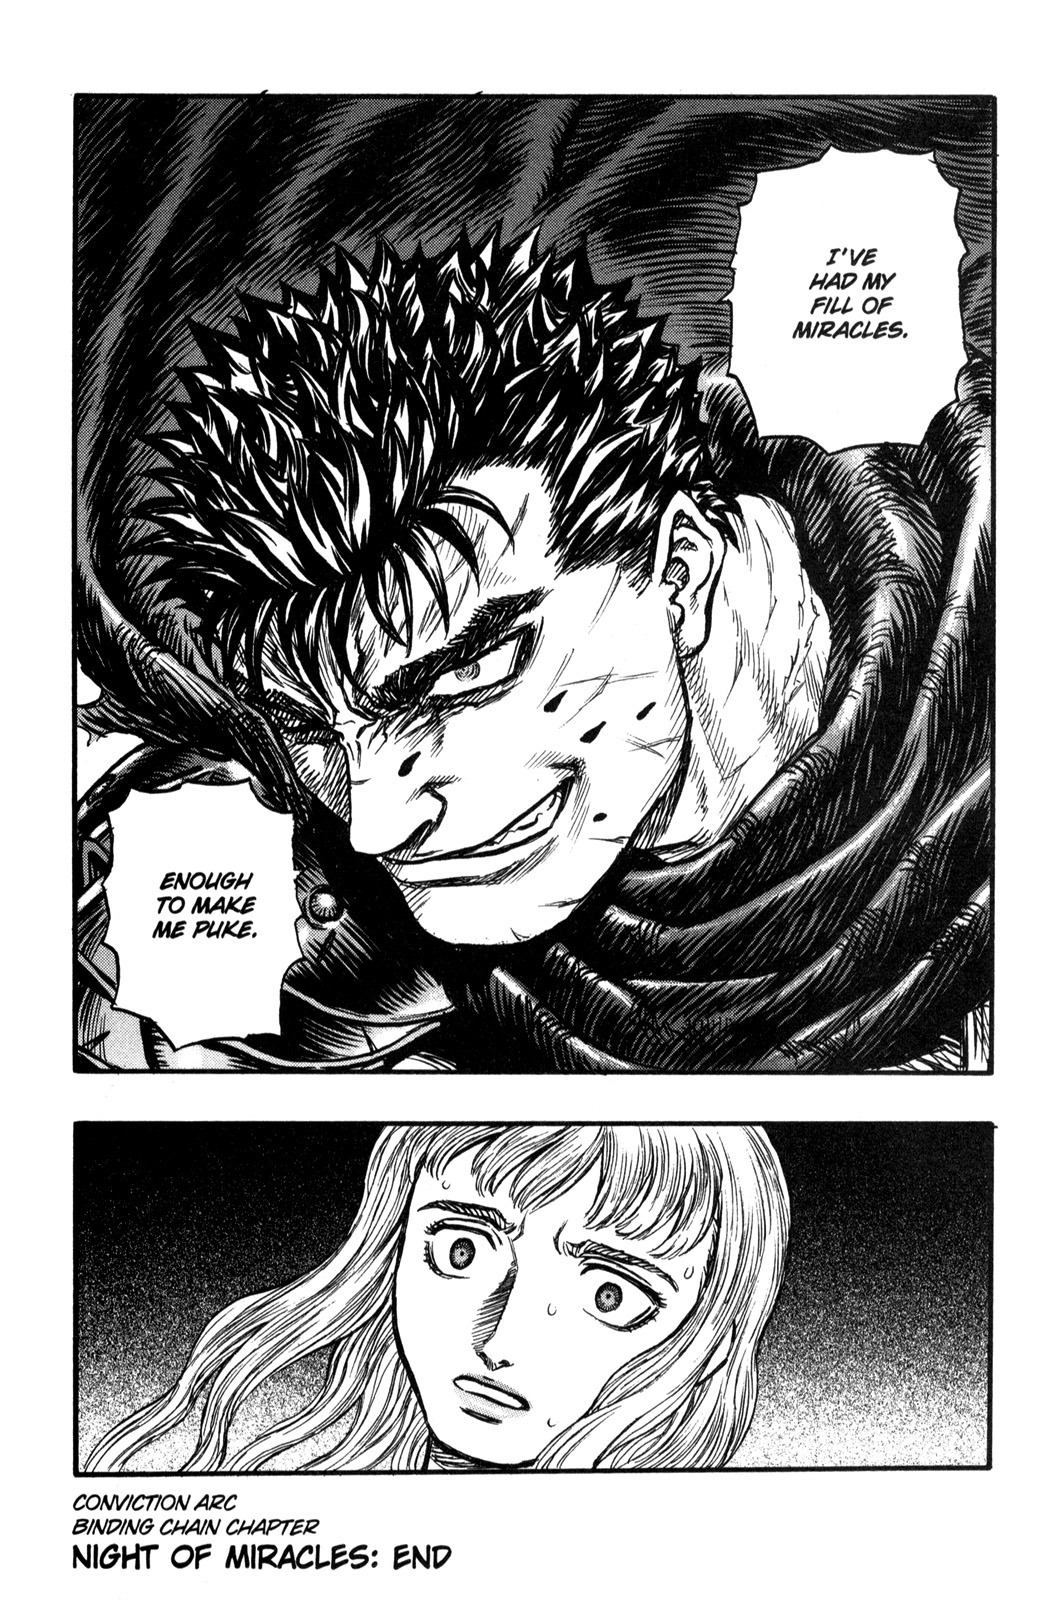 I'VE
HAD MY
FILL OF
MIRACLES.
ENOUGH
TO MAKE
ME PUKE.
CONVICTION ARC
BINDING CHAIN CHAPTER
NIGHT OF MIRACLES: END